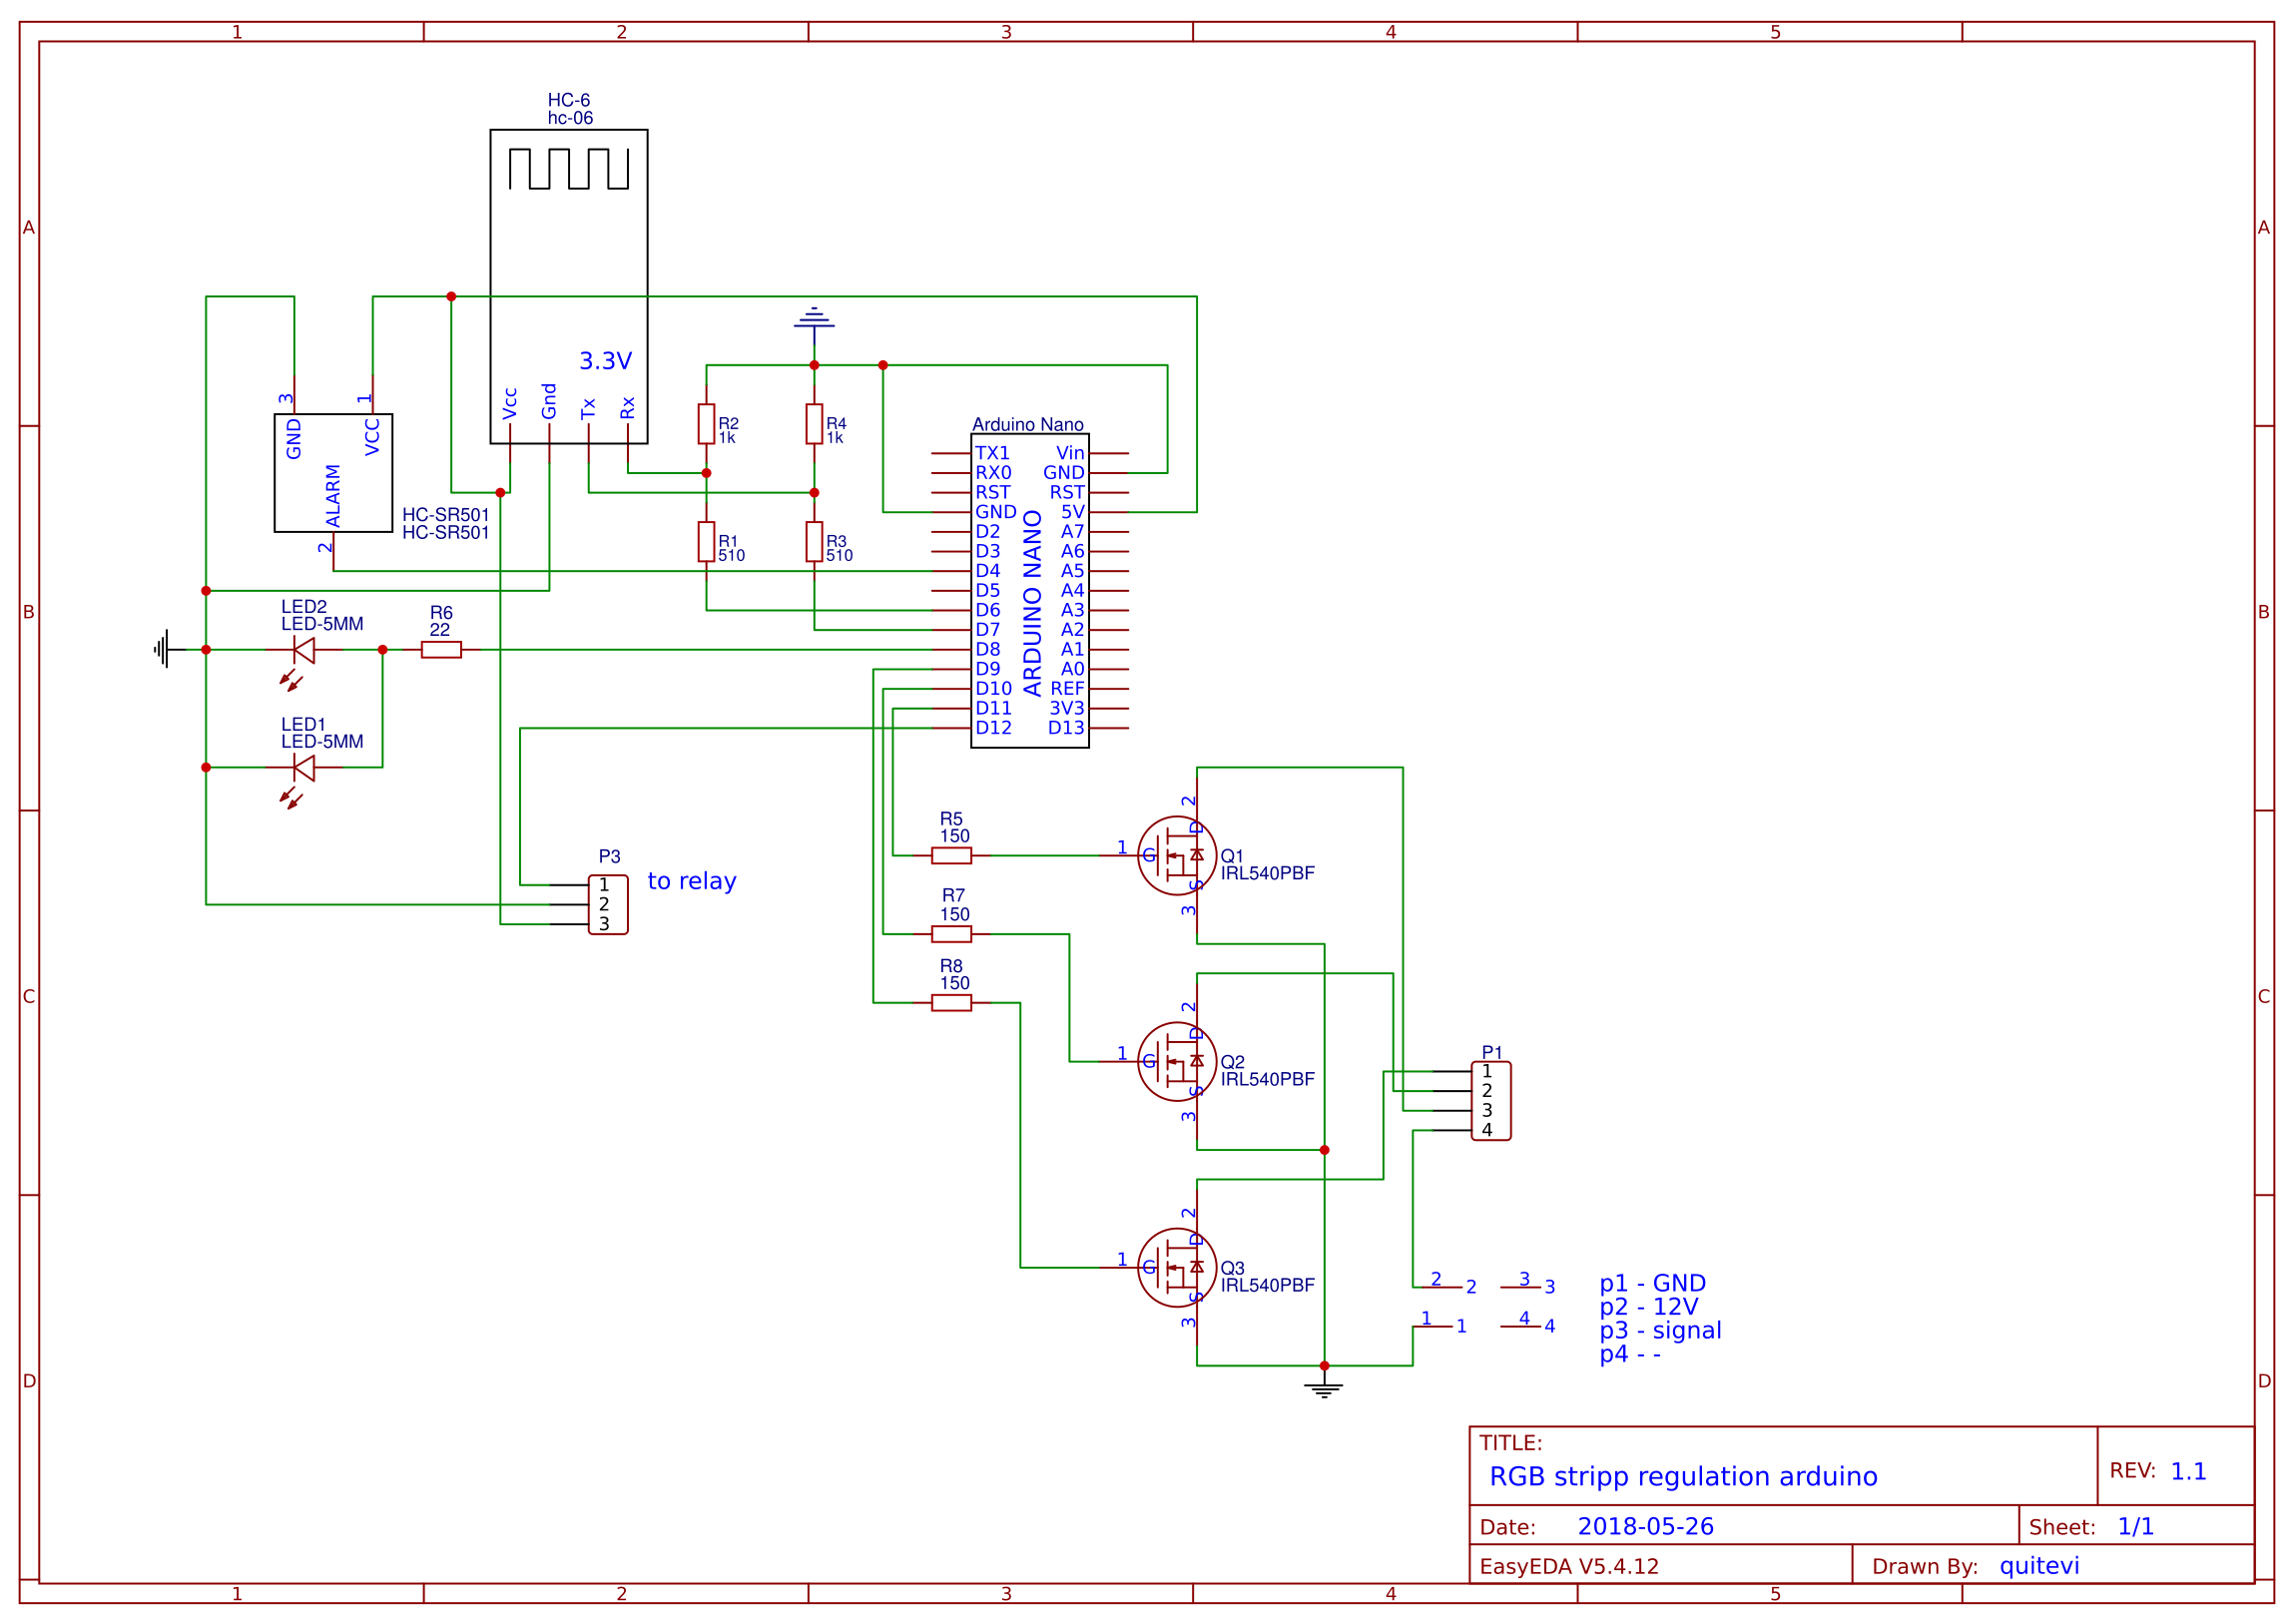 1 2 3 4 5
A A
B B
C C
D D
HC-6
hc-06
3.3V
Vcc
Gnd
Tx
Rx
3
1
GND
VCC
ALARM
2
HC-SR501
HC-SR501
R2
1k
R4
1k
R1
510
R3
510
Arduino Nano
ARDUINO NANO
TX1 Vin
RX0 GND
RST RST
GND 5V
D2 A7
D3 A6
D4 A5
D5 A4
D6 A3
D7 A2
D8 A1
D9 A0
D10 REF
D11 3V3
D12 D13
LED2
LED-5MM
R6
22
LED1
LED-5MM
P3
1
2
3
to relay
R5
150
R7
150
R8
150
2
D
1 G
S
3
Q1
IRL540PBF
2
D
1 G
S
3
Q2
IRL540PBF
2
D
1 G
S
3
Q3
IRL540PBF
P1
1
2
3
4
2 2 3 3
1 1 4 4
p1 - GND
p2 - 12V
p3 - signal
p4 - -
TITLE:
RGB stripp regulation arduino
REV: 1.1
Date: 2018-05-26
Sheet: 1/1
EasyEDA V5.4.12
Drawn By: quitevi
1 2 3 4 5